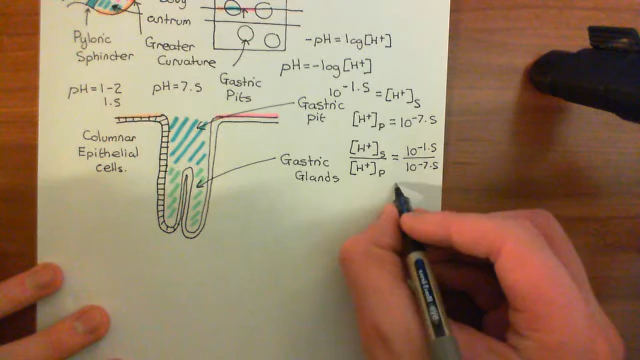 Body
antrum
Pyloric
Sphincter
Greater
Curvature
Gastric
Pits
-pH = log[H⁺]
pH = -log[H⁺]
10⁻¹·⁵ = [H⁺]s
[H⁺]p = 10⁻⁷·⁵
[H⁺]s / [H⁺]p = 10⁻¹·⁵ / 10⁻⁷·⁵
pH = 1-2
1.5
pH = 7.5
Gastric
pit
Columnar
Epithelial
cells.
Gastric
Glands